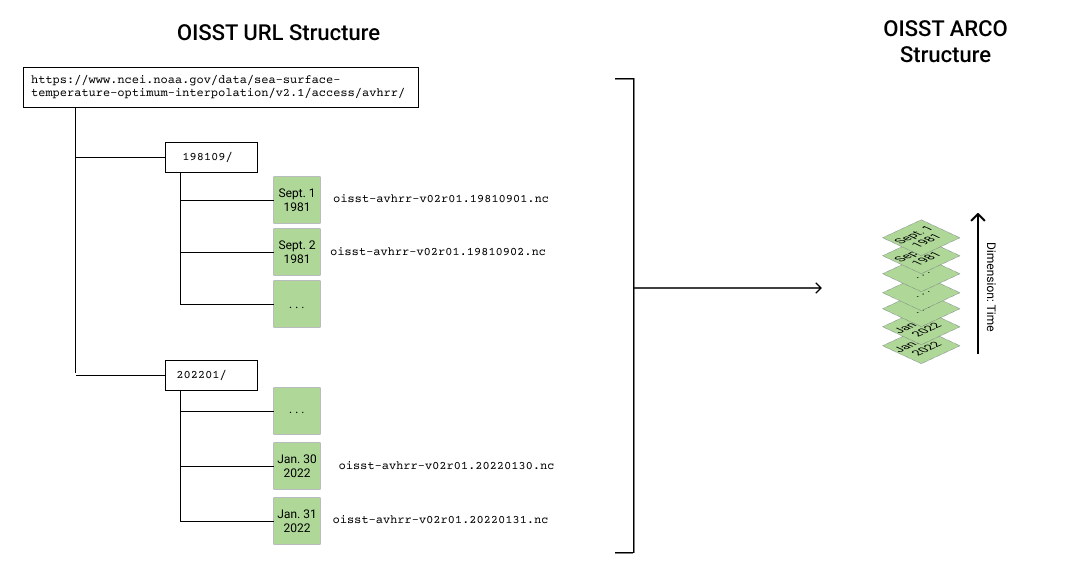 OISST URL Structure
https://www.ncei.noaa.gov/data/sea-surface-
temperature-optimum-interpolation/v2.1/access/avhrr/
198109/
Sept. 1
1981
oisst-avhrr-v02r01.19810901.nc
Sept. 2
1981
oisst-avhrr-v02r01.19810902.nc
...
202201/
...
Jan. 30
2022
oisst-avhrr-v02r01.20220130.nc
Jan. 31
2022
oisst-avhrr-v02r01.20220131.nc
OISST ARCO
Structure
Sept. 1
1981
Sep
1981
...
...
...
Jan
2022
Jan
2022
Dimension: Time